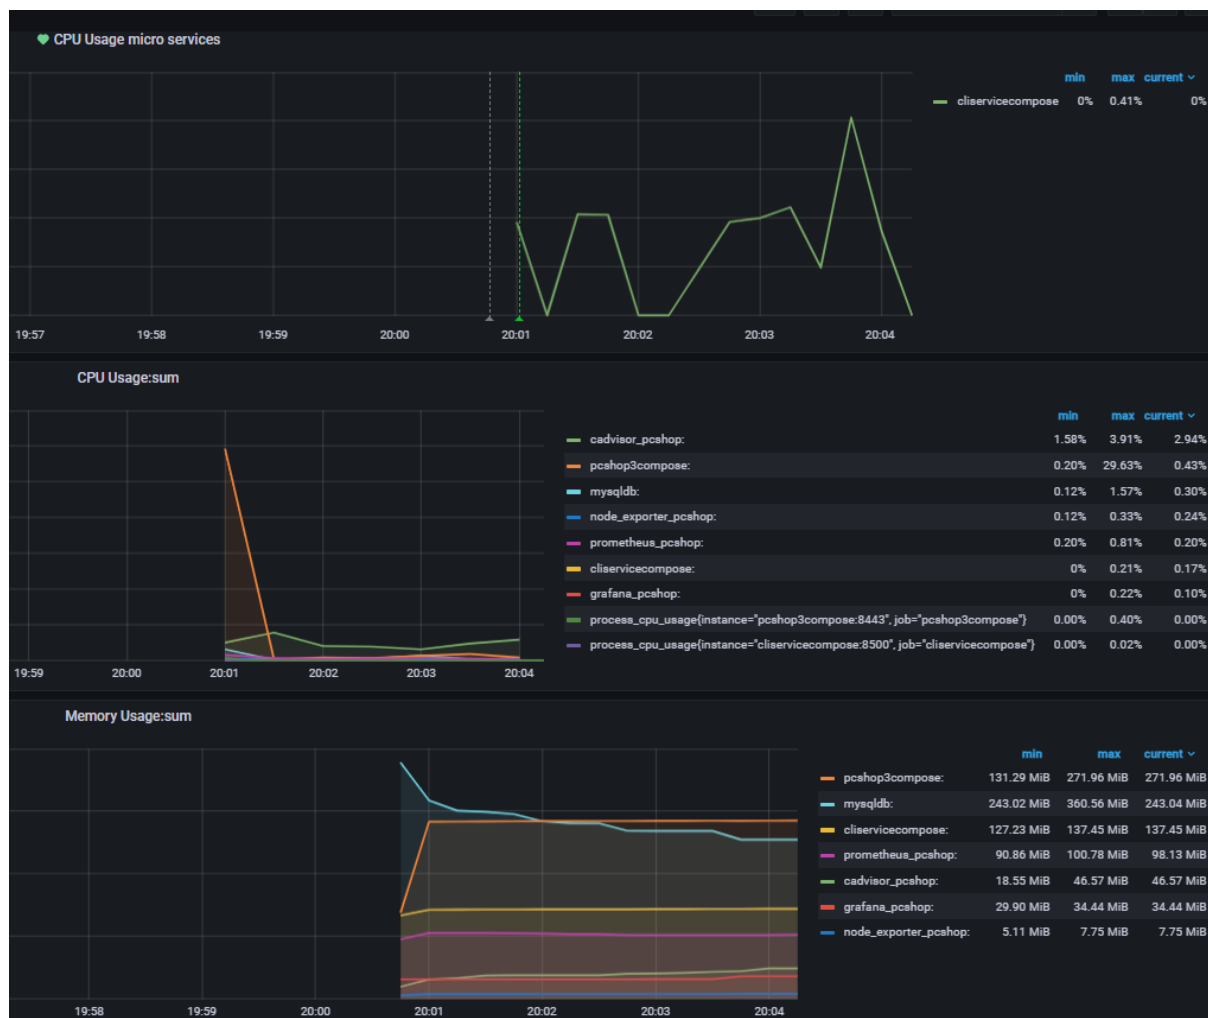 CPU Usage micro services
min max current
cliservicecompose 0% 0.41% 0%
19:57 19:58 19:59 20:00 20:01 20:02 20:03 20:04
CPU Usage:sum
min max current
cadvisor_pcshop: 1.58% 3.91% 2.94%
pcshop3compose: 0.20% 29.63% 0.43%
mysqldb: 0.12% 1.57% 0.30%
node_exporter_pcshop: 0.12% 0.33% 0.24%
prometheus_pcshop: 0.20% 0.81% 0.20%
cliservicecompose: 0% 0.21% 0.17%
grafana_pcshop: 0% 0.22% 0.10%
process_cpu_usage{instance="pcshop3compose:8443", job="pcshop3compose"} 0.00% 0.40% 0.00%
process_cpu_usage{instance="cliservicecompose:8500", job="cliservicecompose"} 0.00% 0.02% 0.00%
19:59 20:00 20:01 20:02 20:03 20:04
Memory Usage:sum
min max current
pcshop3compose: 131.29 MiB 271.96 MiB 271.96 MiB
mysqldb: 243.02 MiB 360.56 MiB 243.04 MiB
cliservicecompose: 127.23 MiB 137.45 MiB 137.45 MiB
prometheus_pcshop: 90.86 MiB 100.78 MiB 98.13 MiB
cadvisor_pcshop: 18.55 MiB 46.57 MiB 46.57 MiB
grafana_pcshop: 29.90 MiB 34.44 MiB 34.44 MiB
node_exporter_pcshop: 5.11 MiB 7.75 MiB 7.75 MiB
19:58 19:59 20:00 20:01 20:02 20:03 20:04